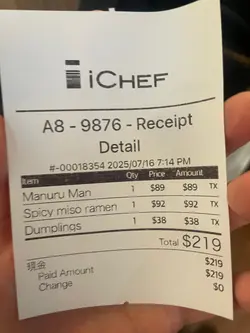 iCHEF
A8 - 9876 - Receipt
Detail
#-00018354 2025/07/16 7:14 PM
Item Qty Price Amount
Manuru Man 1 $89 $89 TX
Spicy miso ramen 1 $92 $92 TX
Dumplings 1 $38 $38 TX
Total $219
現金 $219
Paid Amount $219
Change $0